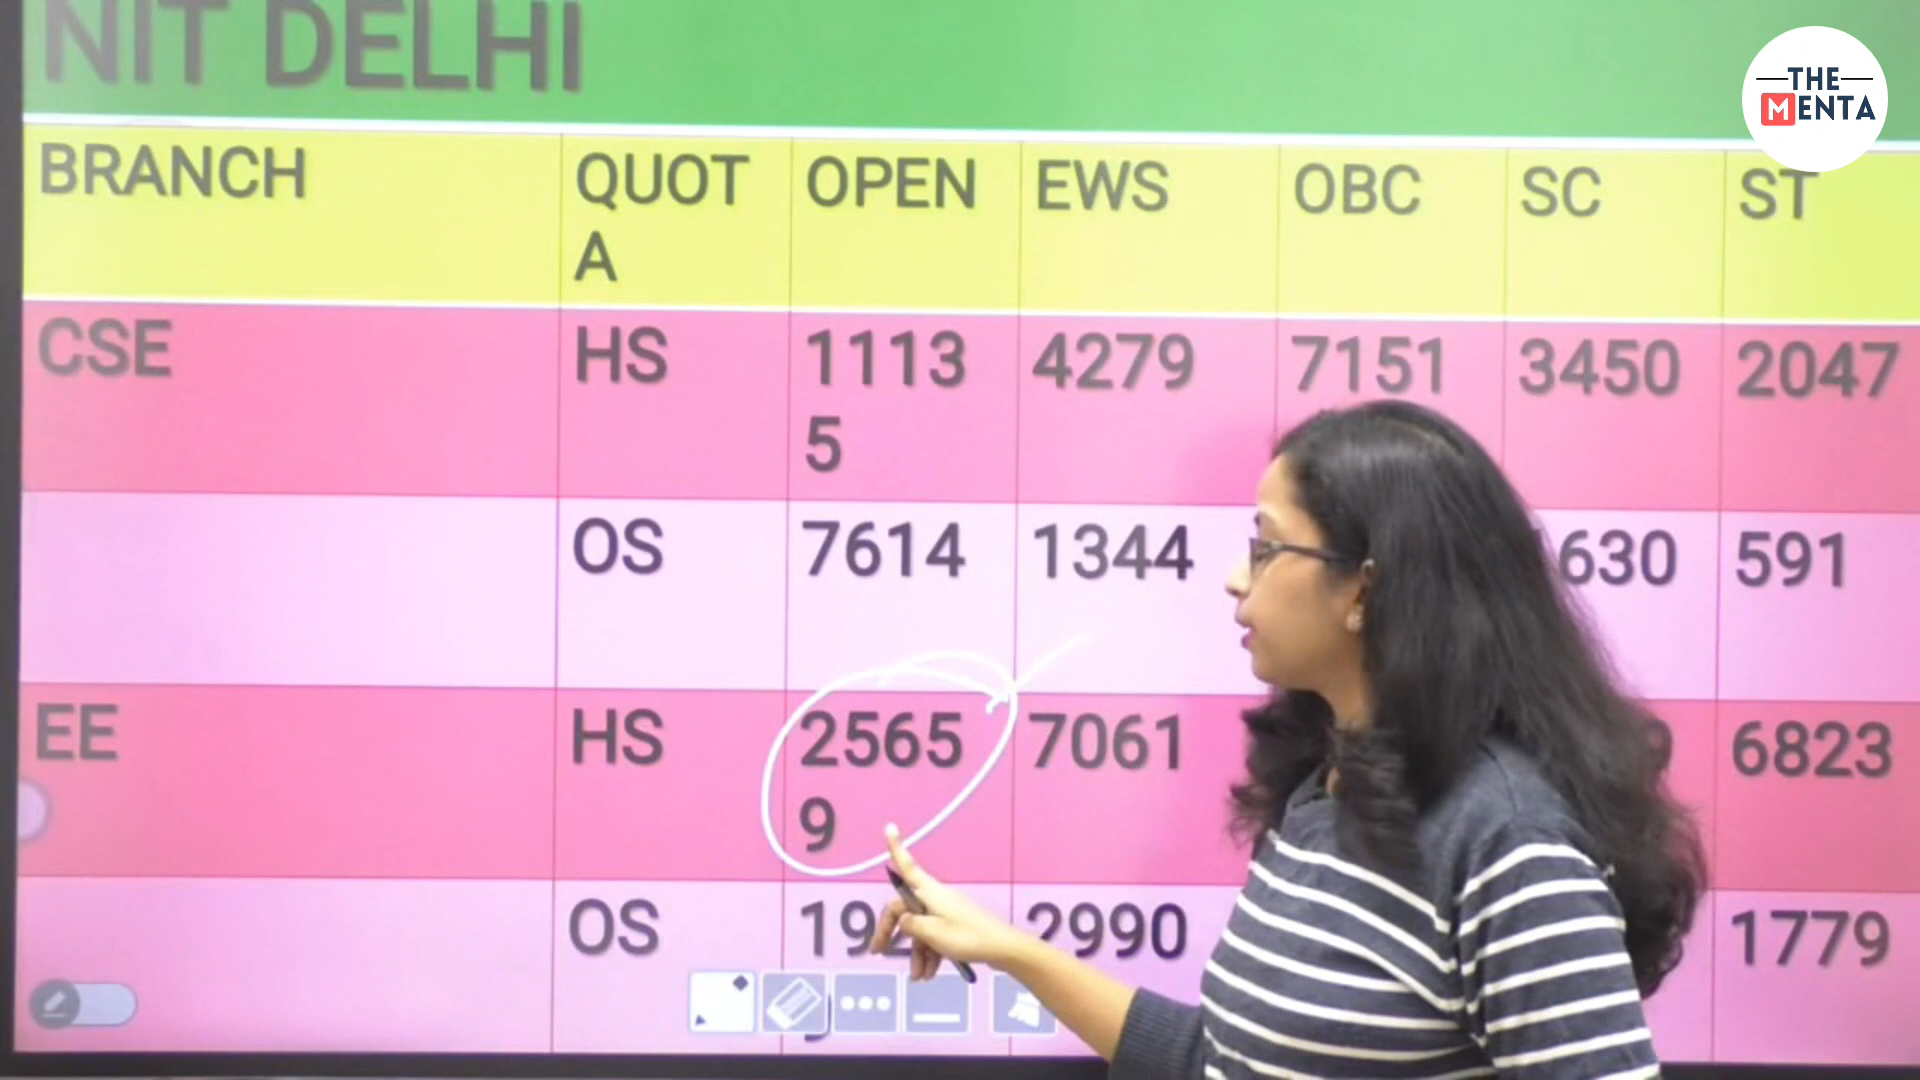 NIT DELHI
THE
MENTA
BRANCH QUOT OPEN EWS OBC SC ST
A
CSE HS 1113 4279 7151 3450 2047
5
OS 7614 1344 591
EE HS 2565 7061 6823
9
OS 2990 1779